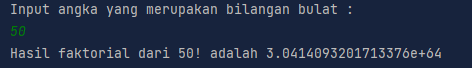 Input angka yang merupakan bilangan bulat :
50
Hasil faktorial dari 50! adalah 3.0414093201713376e+64